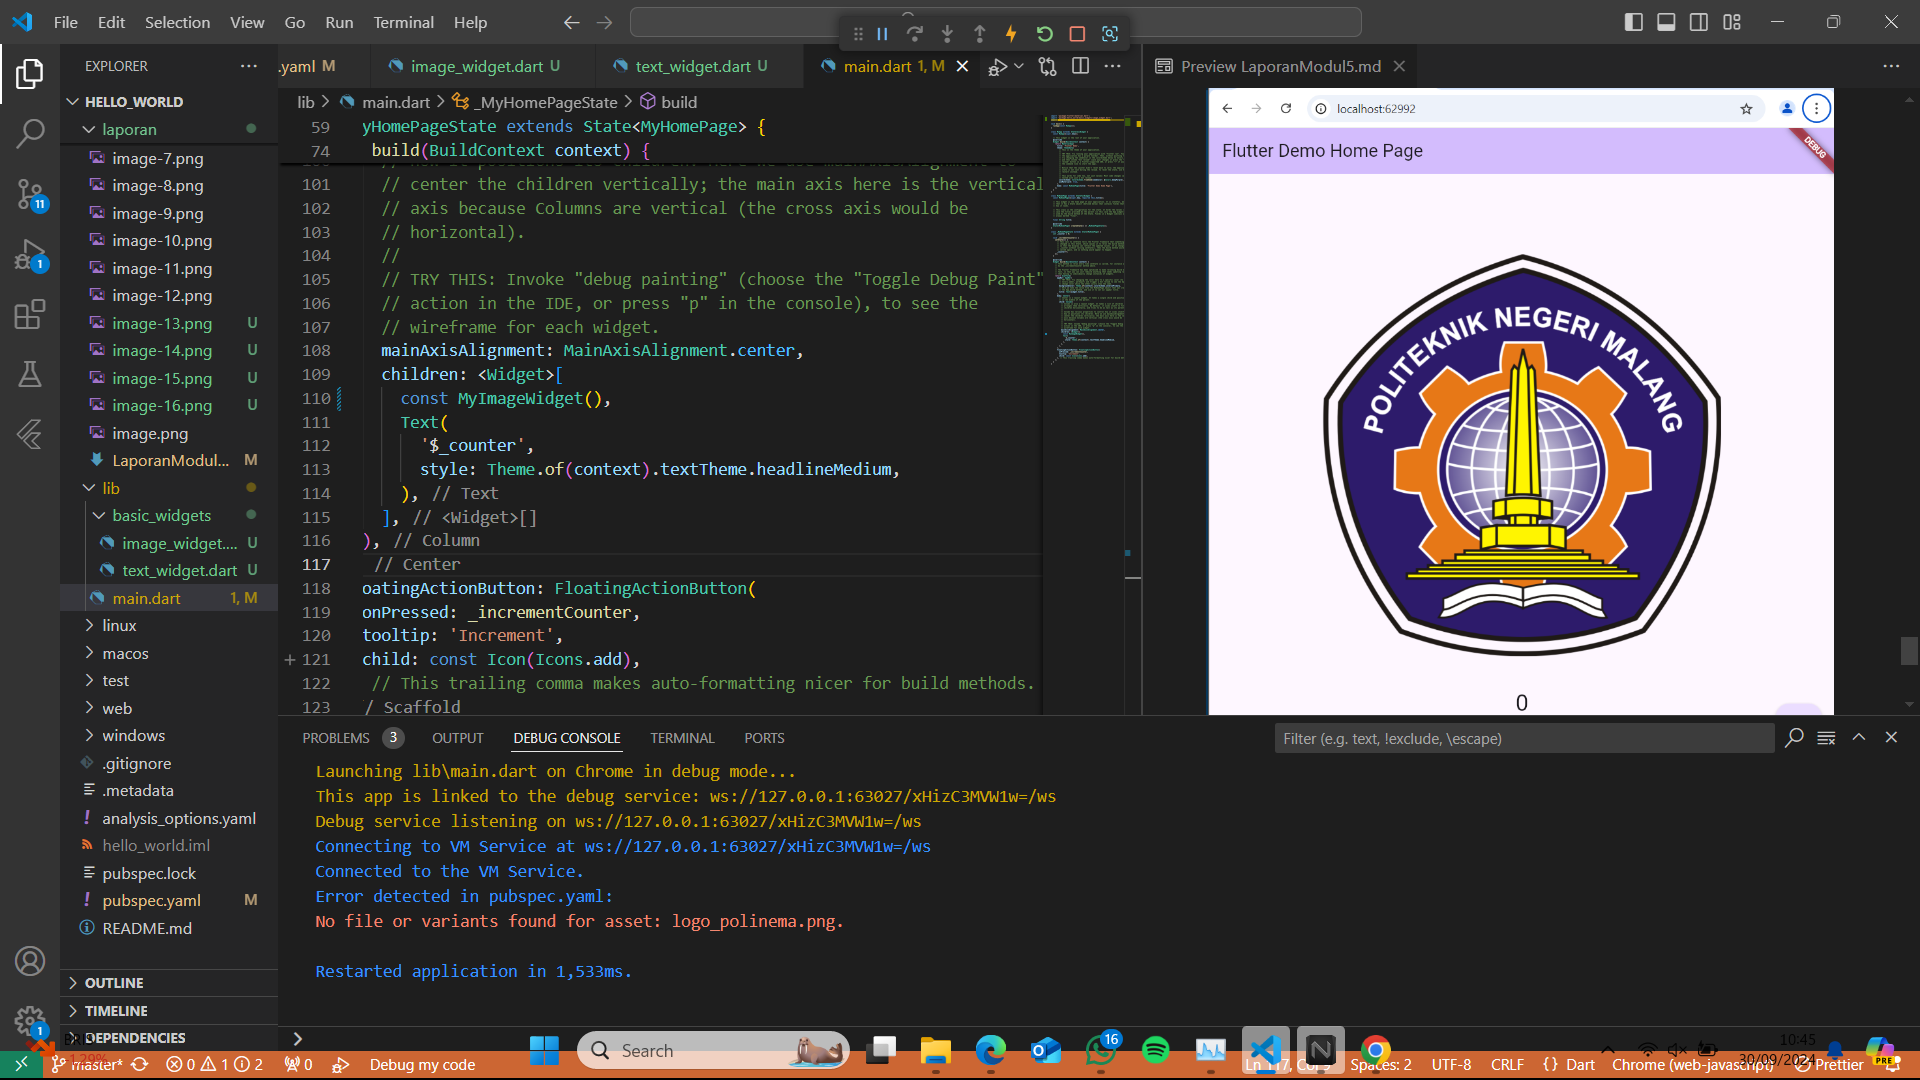 File Edit Selection View Go Run Terminal Help
EXPLORER
.yaml M
image_widget.dart U
text_widget.dart U
main.dart 1, M
Preview LaporanModul5.md
HELLO_WORLD
laporan
image-7.png
image-8.png
image-9.png
image-10.png
image-11.png
image-12.png
image-13.png U
image-14.png U
image-15.png U
image-16.png U
image.png
LaporanModul... M
lib
basic_widgets
image_widget.... U
text_widget.dart U
main.dart 1, M
linux
macos
test
web
windows
.gitignore
.metadata
analysis_options.yaml
hello_world.iml
pubspec.lock
pubspec.yaml M
README.md
OUTLINE
TIMELINE
DEPENDENCIES
11
1
1
lib > main.dart > _MyHomePageState > build
59 yHomePageState extends State<MyHomePage> {
74 build(BuildContext context) {
101 // center the children vertically; the main axis here is the vertical
102 // axis because Columns are vertical (the cross axis would be
103 // horizontal).
104 //
105 // TRY THIS: Invoke "debug painting" (choose the "Toggle Debug Paint"
106 // action in the IDE, or press "p" in the console), to see the
107 // wireframe for each widget.
108 mainAxisAlignment: MainAxisAlignment.center,
109 children: <Widget>[
110 const MyImageWidget(),
111 Text(
112 '$_counter',
113 style: Theme.of(context).textTheme.headlineMedium,
114 ), // Text
115 ], // <Widget>[]
116 ), // Column
117 // Center
118 oatingActionButton: FloatingActionButton(
119 onPressed: _incrementCounter,
120 tooltip: 'Increment',
121 child: const Icon(Icons.add),
122 // This trailing comma makes auto-formatting nicer for build methods.
123 / Scaffold
localhost:62992
Flutter Demo Home Page
DEBUG
POLITEKNIK NEGERI MALANG
0
PROBLEMS 3 OUTPUT DEBUG CONSOLE TERMINAL PORTS
Filter (e.g. text, !exclude, \escape)
Launching lib\main.dart on Chrome in debug mode...
This app is linked to the debug service: ws://127.0.0.1:63027/xHizC3MVW1w=/ws
Debug service listening on ws://127.0.0.1:63027/xHizC3MVW1w=/ws
Connecting to VM Service at ws://127.0.0.1:63027/xHizC3MVW1w=/ws
Connected to the VM Service.
Error detected in pubspec.yaml:
No file or variants found for asset: logo_polinema.png.
Restarted application in 1,533ms.
Search
16
PRE
10:45
30/09/2024
master* 0 1 2 0 Debug my code
Spaces: 2 UTF-8 CRLF {} Dart Chrome (web-javascript) Prettier